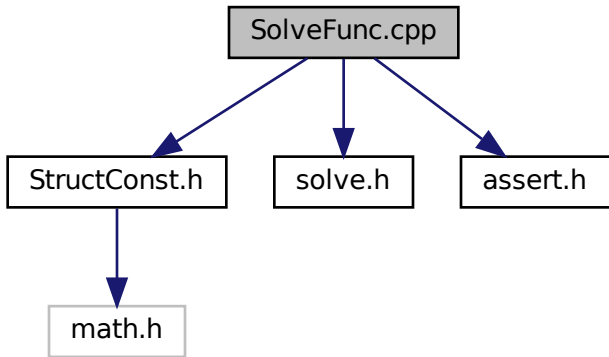 SolveFunc.cpp
StructConst.h
solve.h
assert.h
math.h